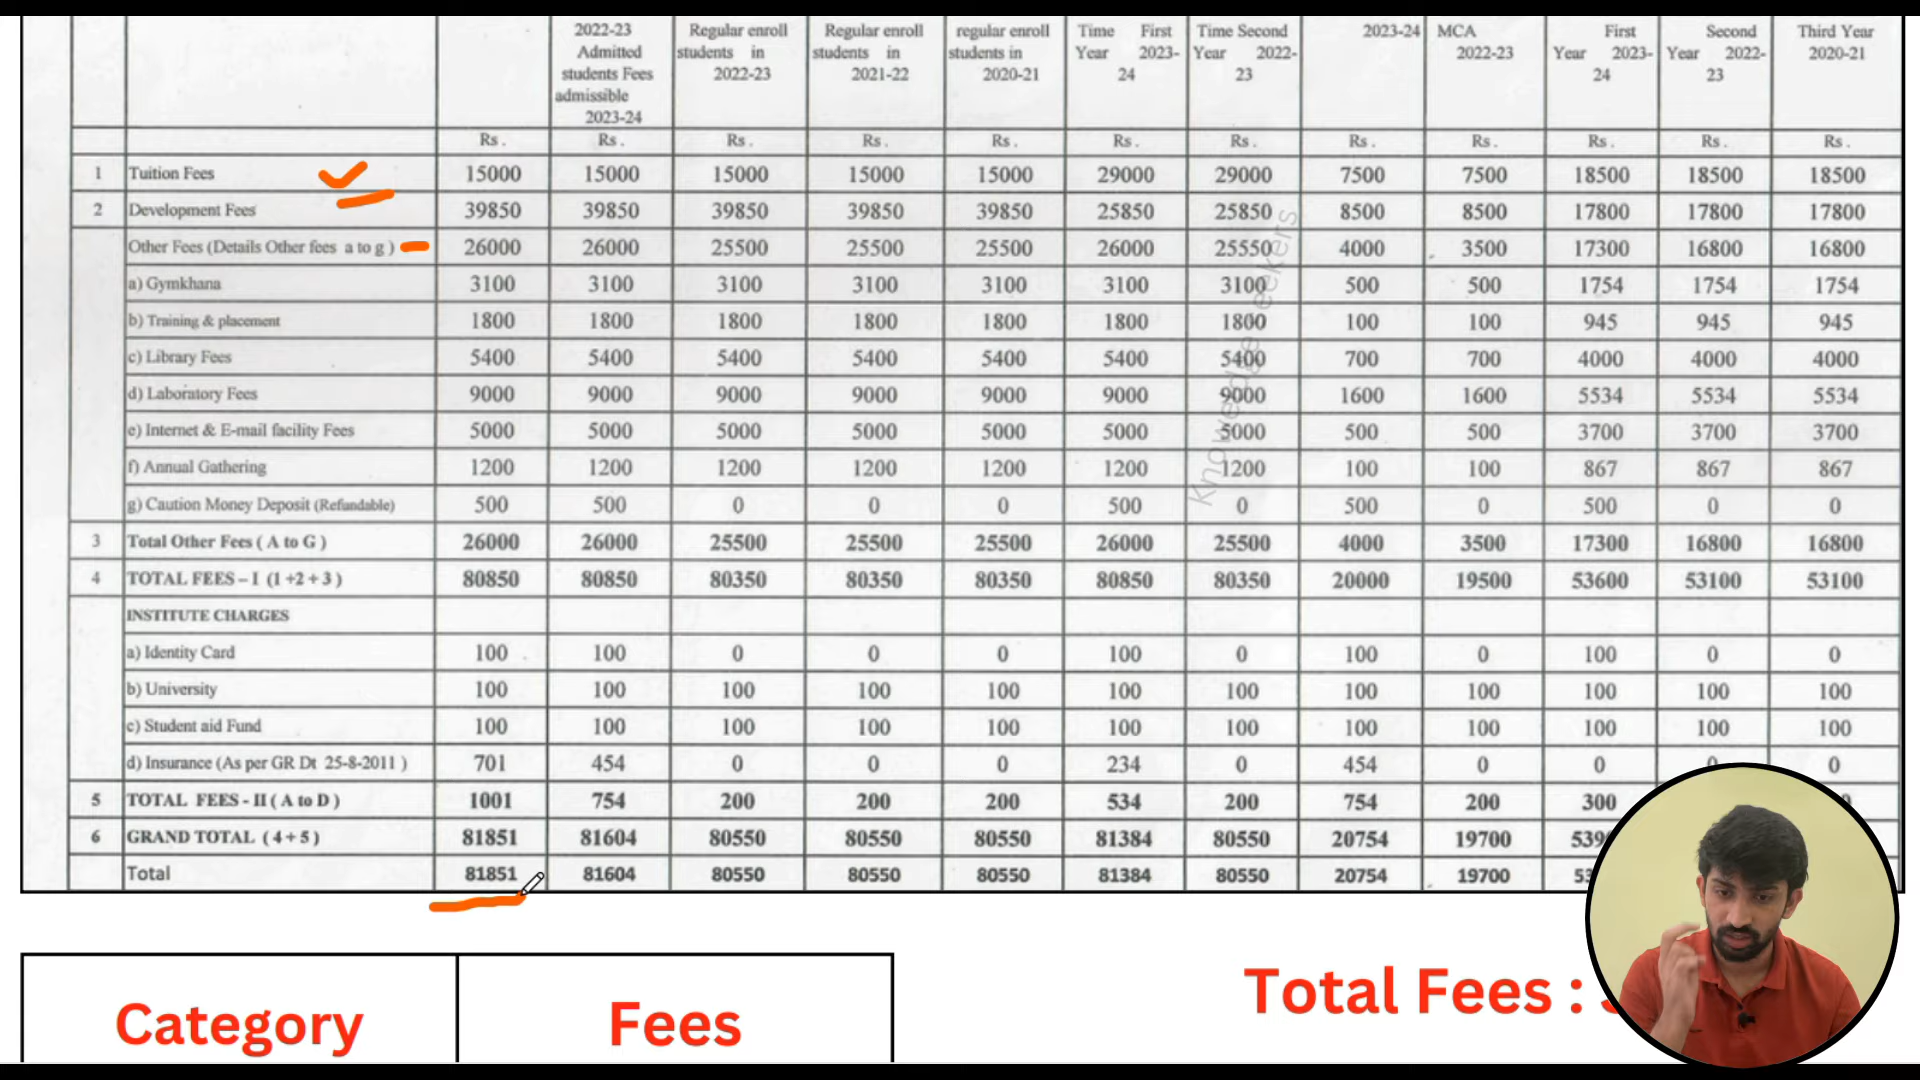 2022-23 Admitted students Fees admissible 2023-24 | Regular enroll students in 2022-23 | Regular enroll students in 2021-22 | regular enroll students in 2020-21 | Time First Year 2023-24 | Time Second Year 2022-23 | 2023-24 | MCA 2022-23 | First Year 2023-24 | Second Year 2022-23 | Third Year 2020-21
Rs. Rs. Rs. Rs. Rs. Rs. Rs. Rs. Rs. Rs. Rs. Rs.
1 Tuition Fees 15000 15000 15000 15000 15000 29000 29000 7500 7500 18500 18500 18500
2 Development Fees 39850 39850 39850 39850 39850 25850 25850 8500 8500 17800 17800 17800
Other Fees (Details Other fees a to g) 26000 26000 25500 25500 25500 26000 25550 4000 3500 17300 16800 16800
a) Gymkhana 3100 3100 3100 3100 3100 3100 3100 500 500 1754 1754 1754
b) Training & placement 1800 1800 1800 1800 1800 1800 1800 100 100 945 945 945
c) Library Fees 5400 5400 5400 5400 5400 5400 5400 700 700 4000 4000 4000
d) Laboratory Fees 9000 9000 9000 9000 9000 9000 9000 1600 1600 5534 5534 5534
e) Internet & E-mail facility Fees 5000 5000 5000 5000 5000 5000 5000 500 500 3700 3700 3700
f) Annual Gathering 1200 1200 1200 1200 1200 1200 1200 100 100 867 867 867
g) Caution Money Deposit (Refundable) 500 500 0 0 0 500 0 500 0 500 0 0
3 Total Other Fees ( A to G ) 26000 26000 25500 25500 25500 26000 25500 4000 3500 17300 16800 16800
4 TOTAL FEES – I (1 +2 + 3 ) 80850 80850 80350 80350 80350 80850 80350 20000 19500 53600 53100 53100
INSTITUTE CHARGES
a) Identity Card 100 100 0 0 0 100 0 100 0 100 0 0
b) University 100 100 100 100 100 100 100 100 100 100 100 100
c) Student aid Fund 100 100 100 100 100 100 100 100 100 100 100 100
d) Insurance (As per GR Dt 25-8-2011 ) 701 454 0 0 0 234 0 454 0 0 0 0
5 TOTAL FEES - II ( A to D ) 1001 754 200 200 200 534 200 754 200 300
6 GRAND TOTAL ( 4 + 5 ) 81851 81604 80550 80550 80550 81384 80550 20754 19700
Total 81851 81604 80550 80550 80550 81384 80550 20754 19700
Knowledge Seekers
Category Fees
Total Fees :